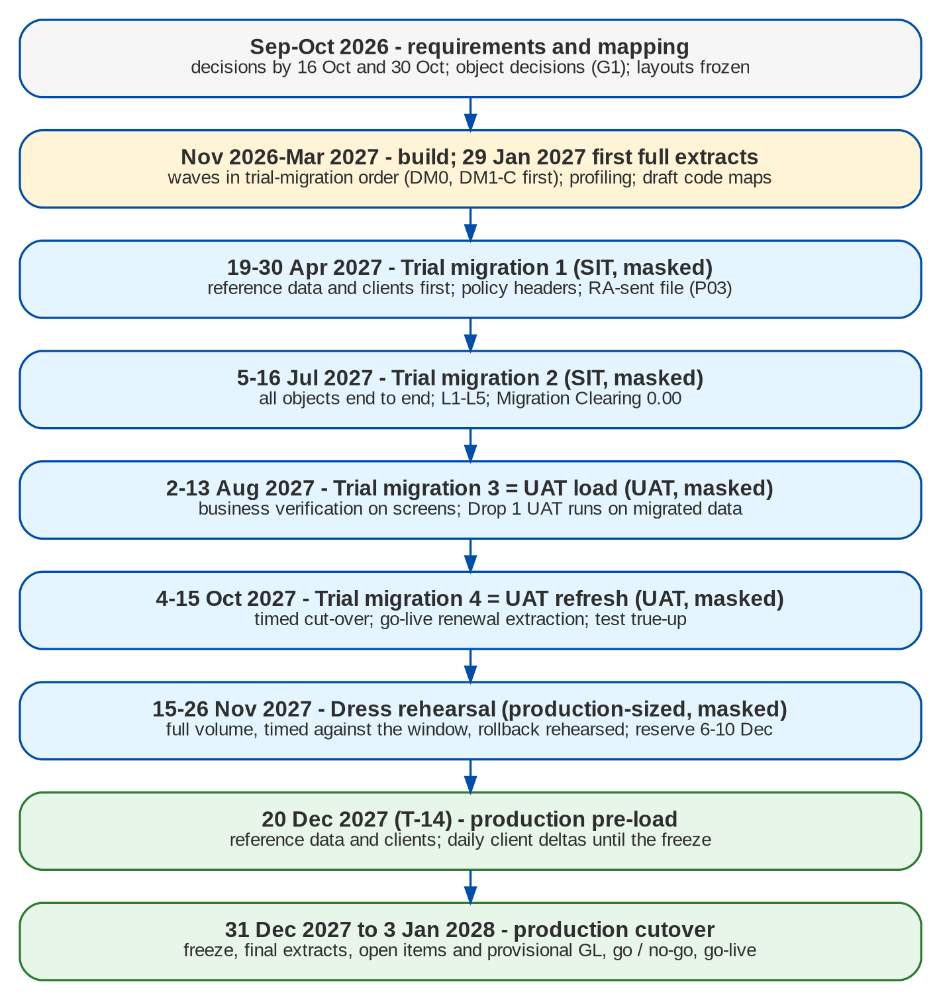 Sep-Oct 2026 - requirements and mapping
decisions by 16 Oct and 30 Oct; object decisions (G1); layouts frozen
Nov 2026-Mar 2027 - build; 29 Jan 2027 first full extracts
waves in trial-migration order (DM0, DM1-C first); profiling; draft code maps
19-30 Apr 2027 - Trial migration 1 (SIT, masked)
reference data and clients first; policy headers; RA-sent file (P03)
5-16 Jul 2027 - Trial migration 2 (SIT, masked)
all objects end to end; L1-L5; Migration Clearing 0.00
2-13 Aug 2027 - Trial migration 3 = UAT load (UAT, masked)
business verification on screens; Drop 1 UAT runs on migrated data
4-15 Oct 2027 - Trial migration 4 = UAT refresh (UAT, masked)
timed cut-over; go-live renewal extraction; test true-up
15-26 Nov 2027 - Dress rehearsal (production-sized, masked)
full volume, timed against the window, rollback rehearsed; reserve 6-10 Dec
20 Dec 2027 (T-14) - production pre-load
reference data and clients; daily client deltas until the freeze
31 Dec 2027 to 3 Jan 2028 - production cutover
freeze, final extracts, open items and provisional GL, go / no-go, go-live